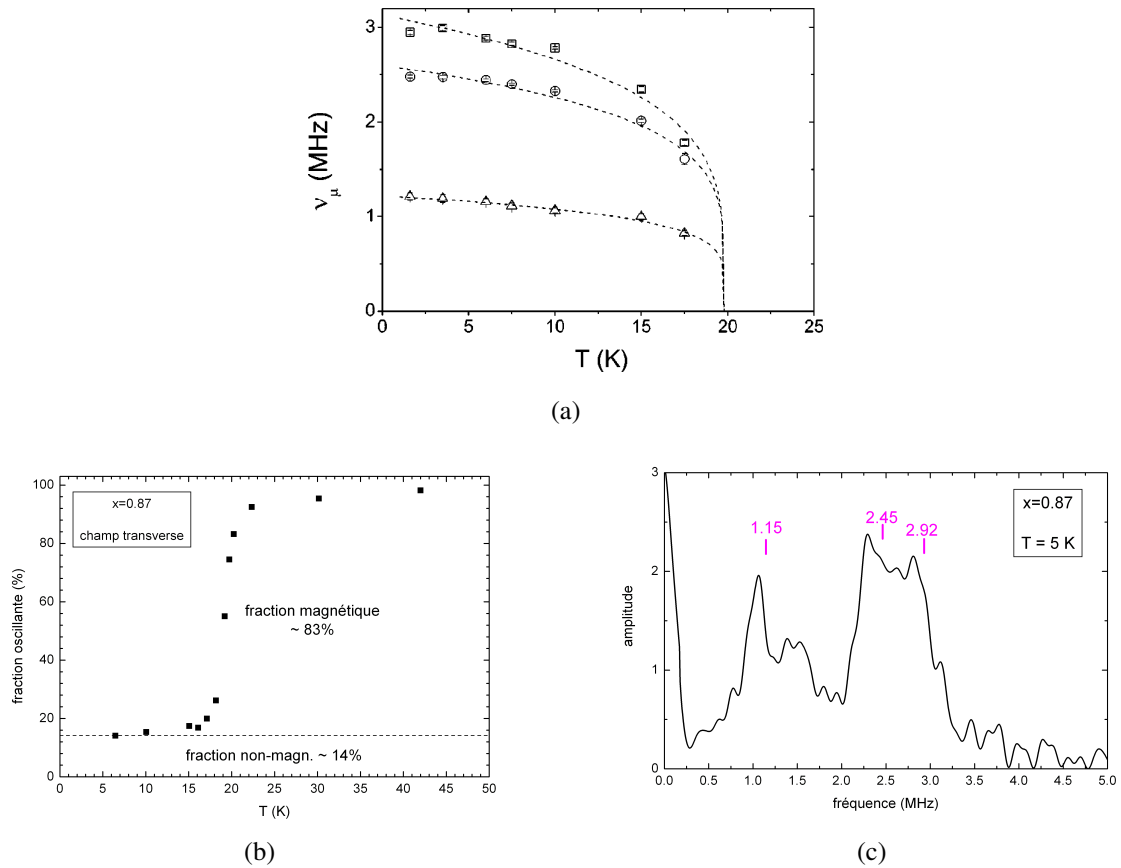 3
2
1
0
ν_μ (MHz)
0 5 10 15 20 25
T (K)
(a)
100
80
60
40
20
0
fraction oscillante (%)
x=0.87
champ transverse
fraction magnétique
~ 83%
fraction non-magn. ~ 14%
0 5 10 15 20 25 30 35 40 45 50
T (K)
(b)
3
2
1
0
amplitude
1.15
2.45
2.92
x=0.87
T = 5 K
0.0 0.5 1.0 1.5 2.0 2.5 3.0 3.5 4.0 4.5 5.0
fréquence (MHz)
(c)